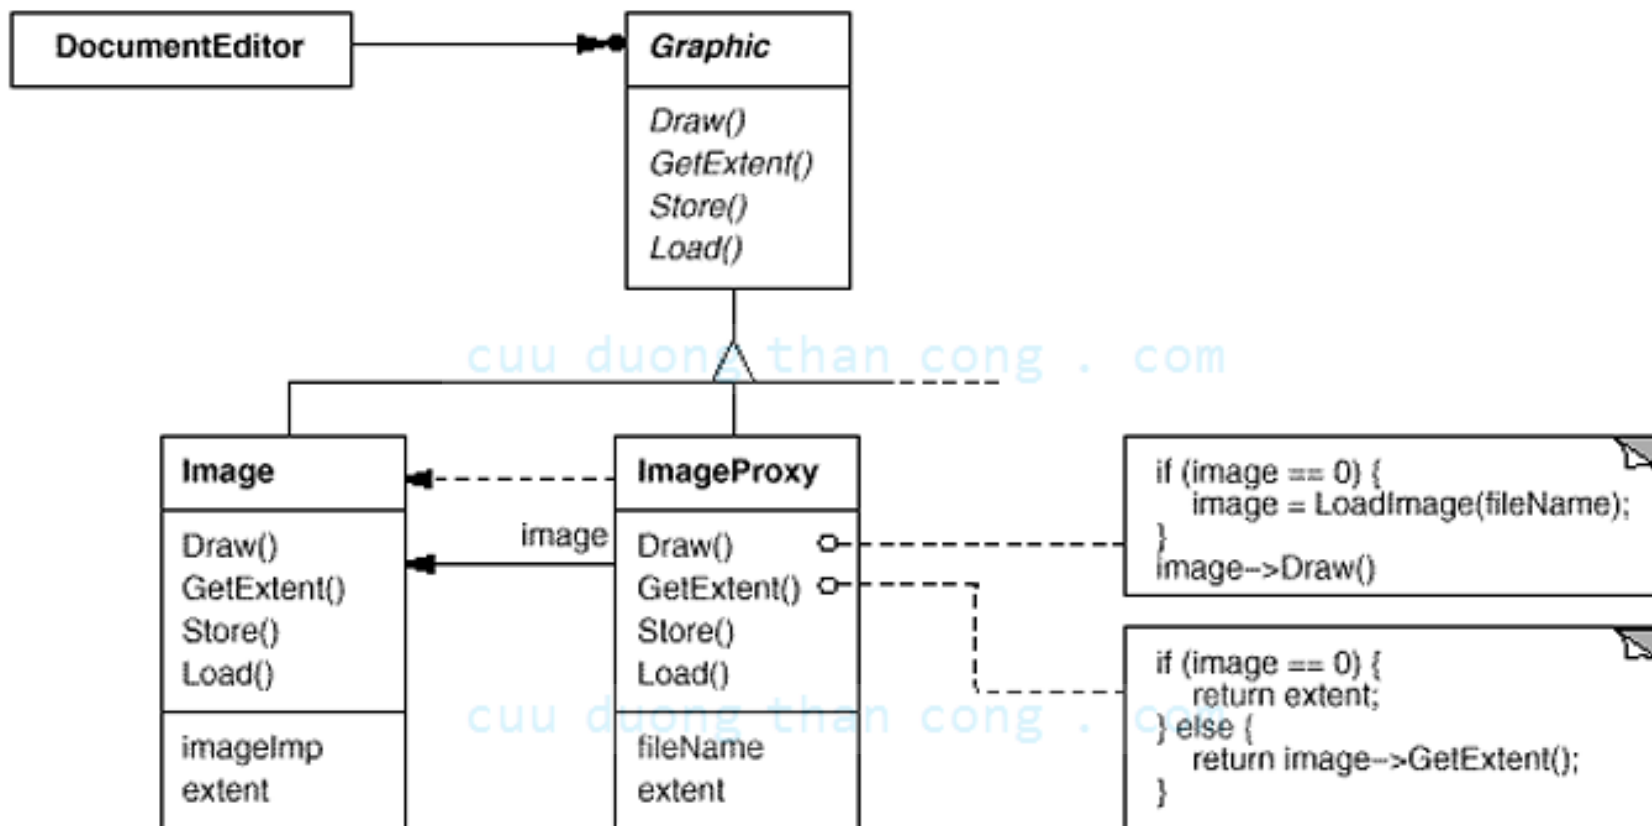 DocumentEditor
Graphic
Draw()
GetExtent()
Store()
Load()
cuu duong than cong . com
Image
Draw()
GetExtent()
Store()
Load()
imageImp
extent
image
ImageProxy
Draw()
GetExtent()
Store()
Load()
fileName
extent
if (image == 0) {
image = LoadImage(fileName);
}
image->Draw()
if (image == 0) {
return extent;
} else {
return image->GetExtent();
}
cuu duong than cong . com